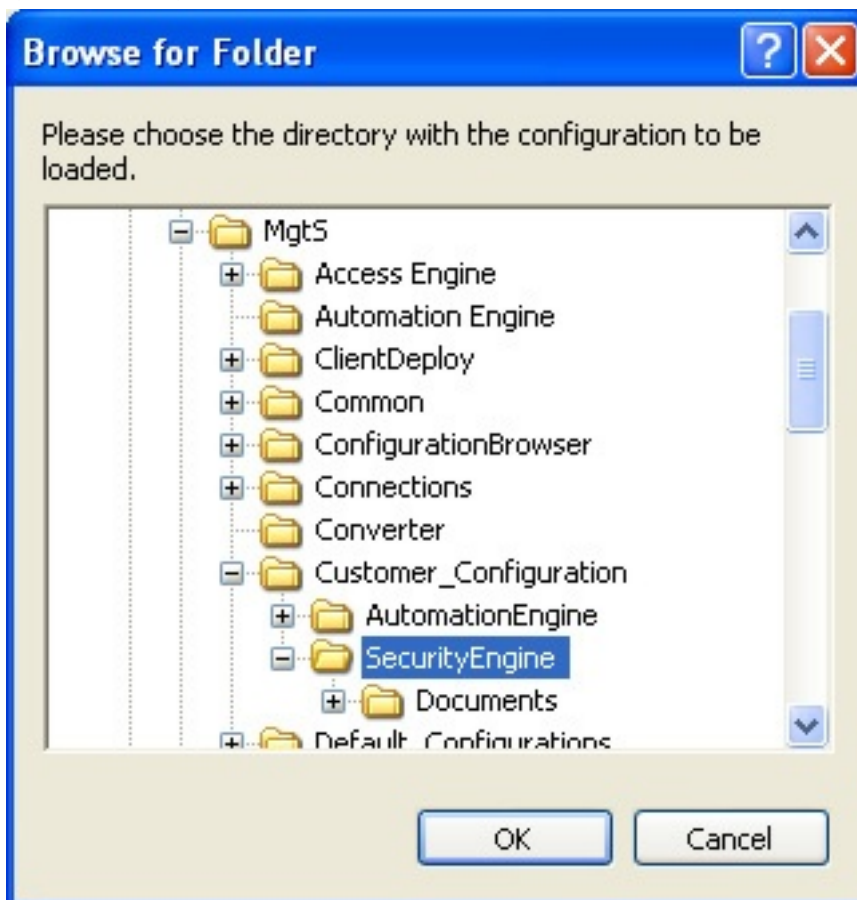 Browse for Folder
Please choose the directory with the configuration to be
loaded.
MgtS
Access Engine
Automation Engine
ClientDeploy
Common
ConfigurationBrowser
Connections
Converter
Customer_Configuration
AutomationEngine
SecurityEngine
Documents
Default_Configurations
OK
Cancel